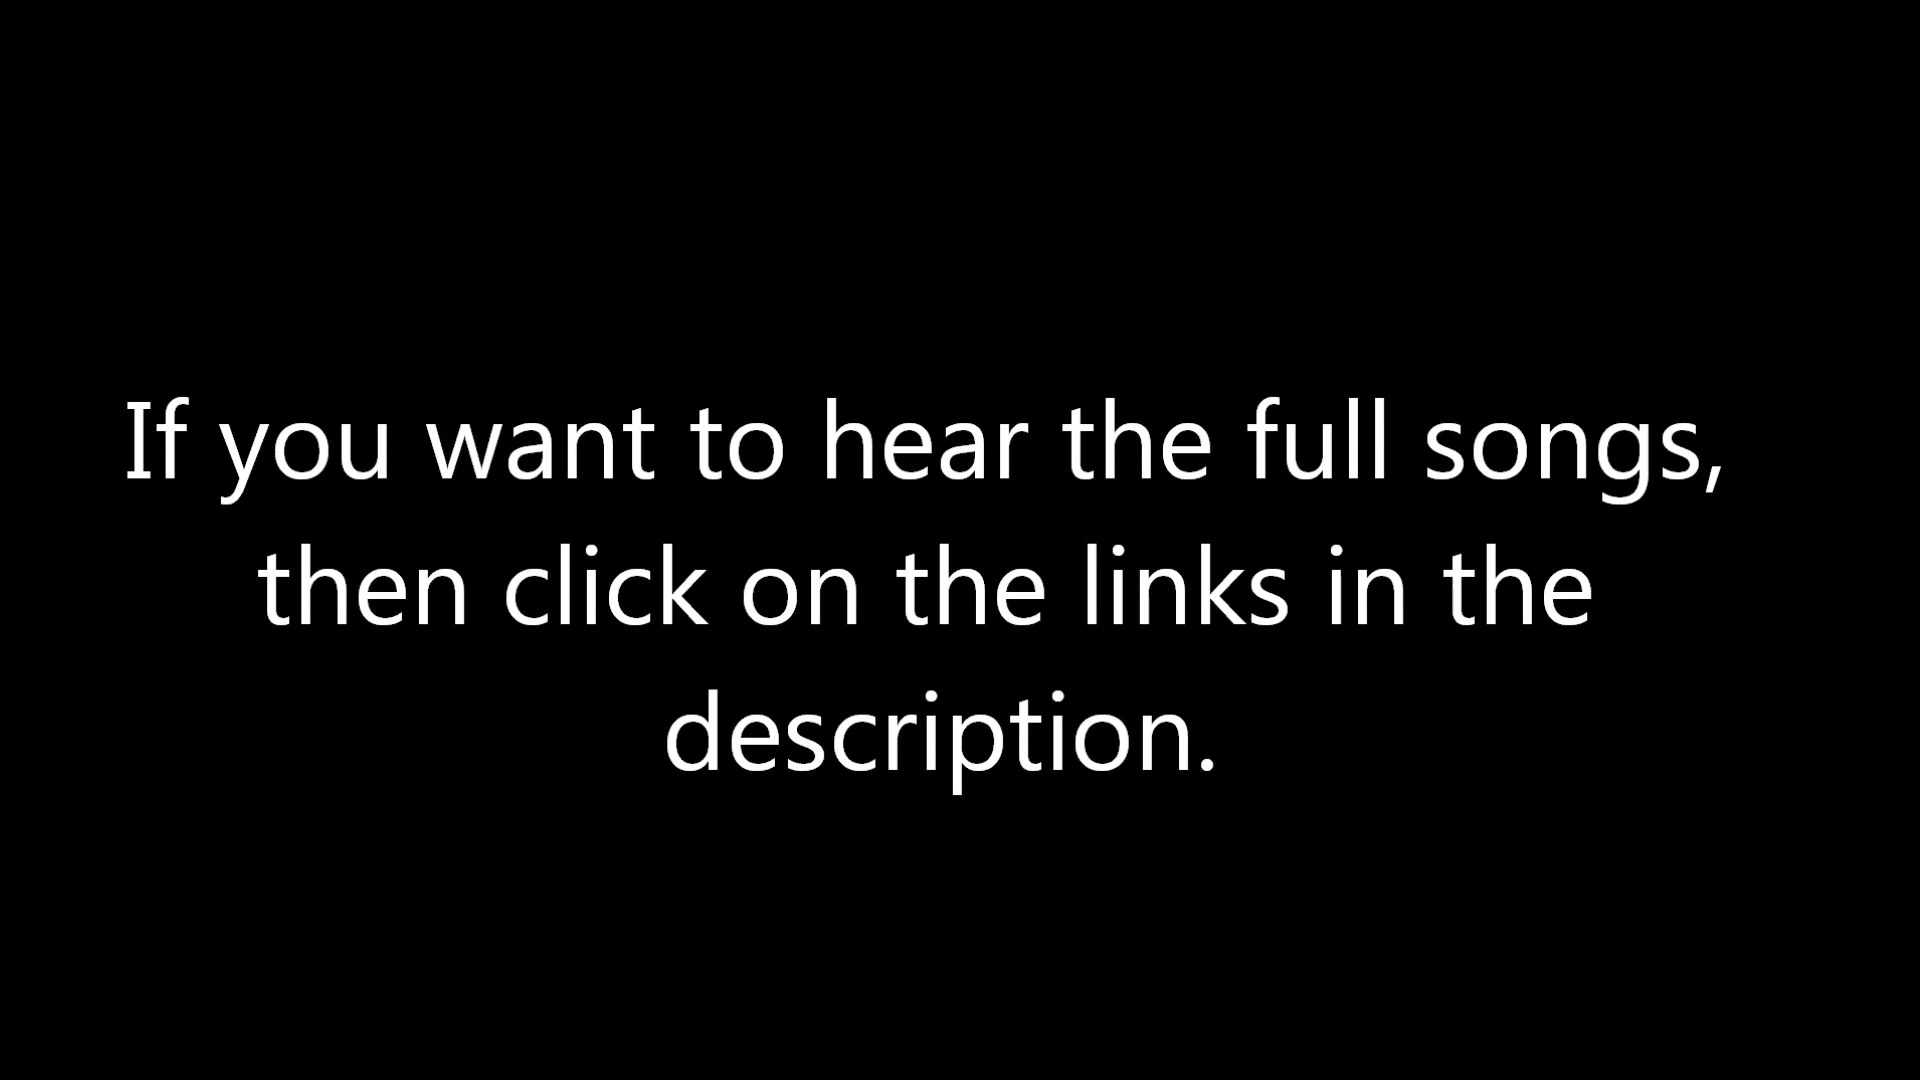 If you want to hear the full songs,
then click on the links in the
description.